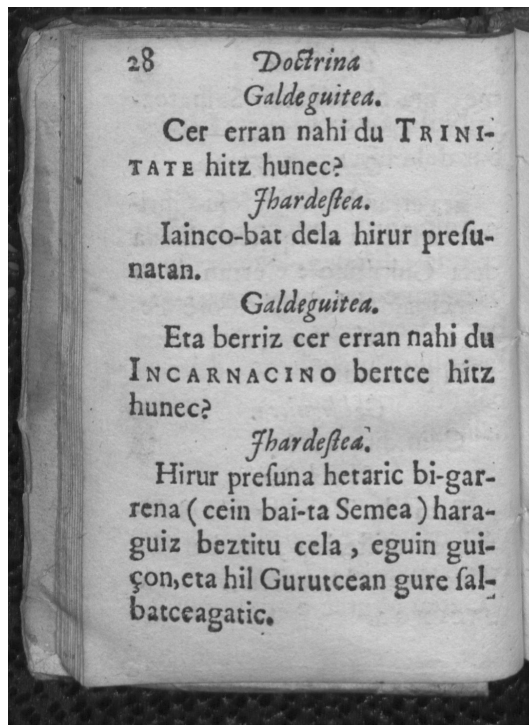 28 Doctrina
Galdeguitea.
Cer erran nahi du TRINI-
TATE hitz hunec?
Jhardeſtea.
Iainco-bat dela hirur preſu-
natan.
Galdeguitea.
Eta berriz cer erran nahi du
INCARNACINO bertce hitz
hunec?
Jhardeſtea.
Hirur preſuna hetaric bi-gar-
rena ( cein bai-ta Semea ) hara-
guiz beztitu cela , eguin gui-
çon,eta hil Gurutcean gure ſal-
batceagatic.